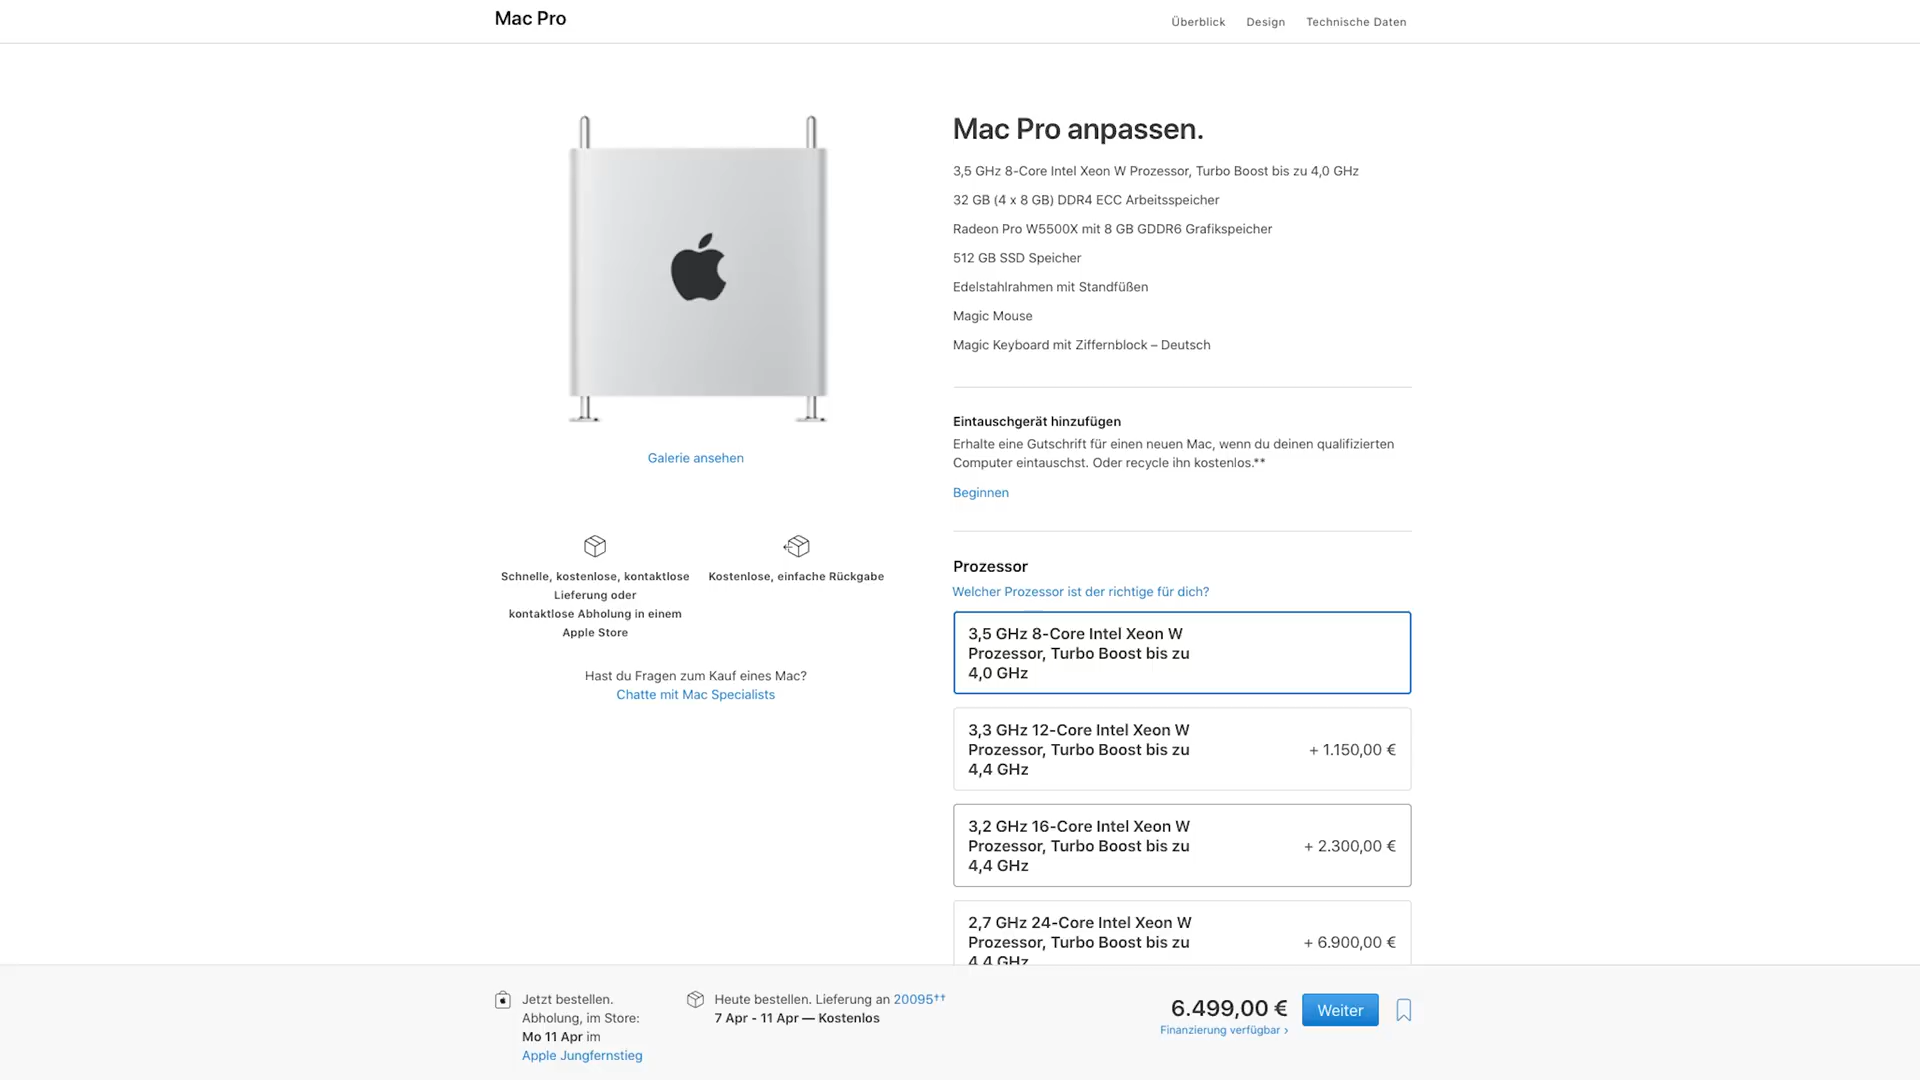 Mac Pro
Überblick Design Technische Daten
Mac Pro anpassen.
3,5 GHz 8-Core Intel Xeon W Prozessor, Turbo Boost bis zu 4,0 GHz
32 GB (4 x 8 GB) DDR4 ECC Arbeitsspeicher
Radeon Pro W5500X mit 8 GB GDDR6 Grafikspeicher
512 GB SSD Speicher
Edelstahlrahmen mit Standfüßen
Magic Mouse
Magic Keyboard mit Ziffernblock – Deutsch
Galerie ansehen
Schnelle, kostenlose, kontaktlose
Lieferung oder
kontaktlose Abholung in einem
Apple Store
Kostenlose, einfache Rückgabe
Hast du Fragen zum Kauf eines Mac?
Chatte mit Mac Specialists
Eintauschgerät hinzufügen
Erhalte eine Gutschrift für einen neuen Mac, wenn du deinen qualifizierten
Computer eintauschst. Oder recycle ihn kostenlos.**
Beginnen
Prozessor
Welcher Prozessor ist der richtige für dich?
3,5 GHz 8-Core Intel Xeon W
Prozessor, Turbo Boost bis zu
4,0 GHz
3,3 GHz 12-Core Intel Xeon W
Prozessor, Turbo Boost bis zu
4,4 GHz
+ 1.150,00 €
3,2 GHz 16-Core Intel Xeon W
Prozessor, Turbo Boost bis zu
4,4 GHz
+ 2.300,00 €
2,7 GHz 24-Core Intel Xeon W
Prozessor, Turbo Boost bis zu
4,4 GHz
+ 6.900,00 €
Jetzt bestellen.
Abholung, im Store:
Mo 11 Apr im
Apple Jungfernstieg
Heute bestellen. Lieferung an 20095††
7 Apr - 11 Apr — Kostenlos
6.499,00 €
Finanzierung verfügbar ›
Weiter